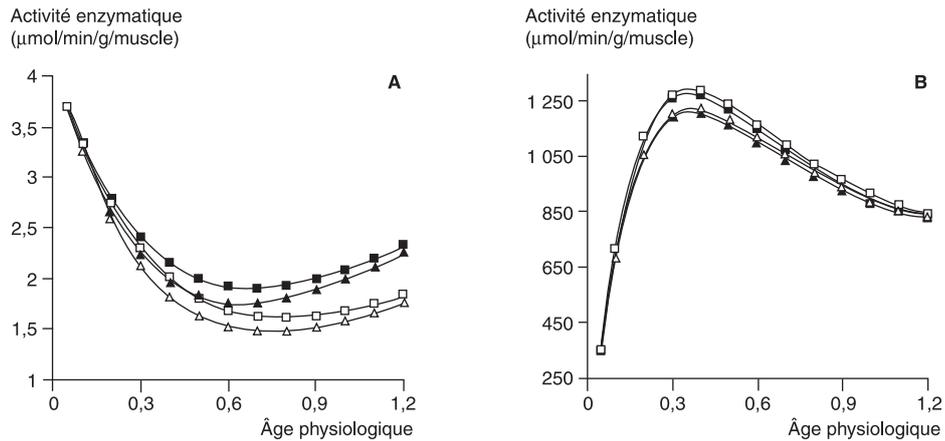 Activité enzymatique
(μmol/min/g/muscle)
A
4
3,5
3
2,5
2
1,5
1
0
0,3
0,6
0,9
1,2
Âge physiologique
Activité enzymatique
(μmol/min/g/muscle)
B
1 250
1 050
850
650
450
250
0
0,3
0,6
0,9
1,2
Âge physiologique